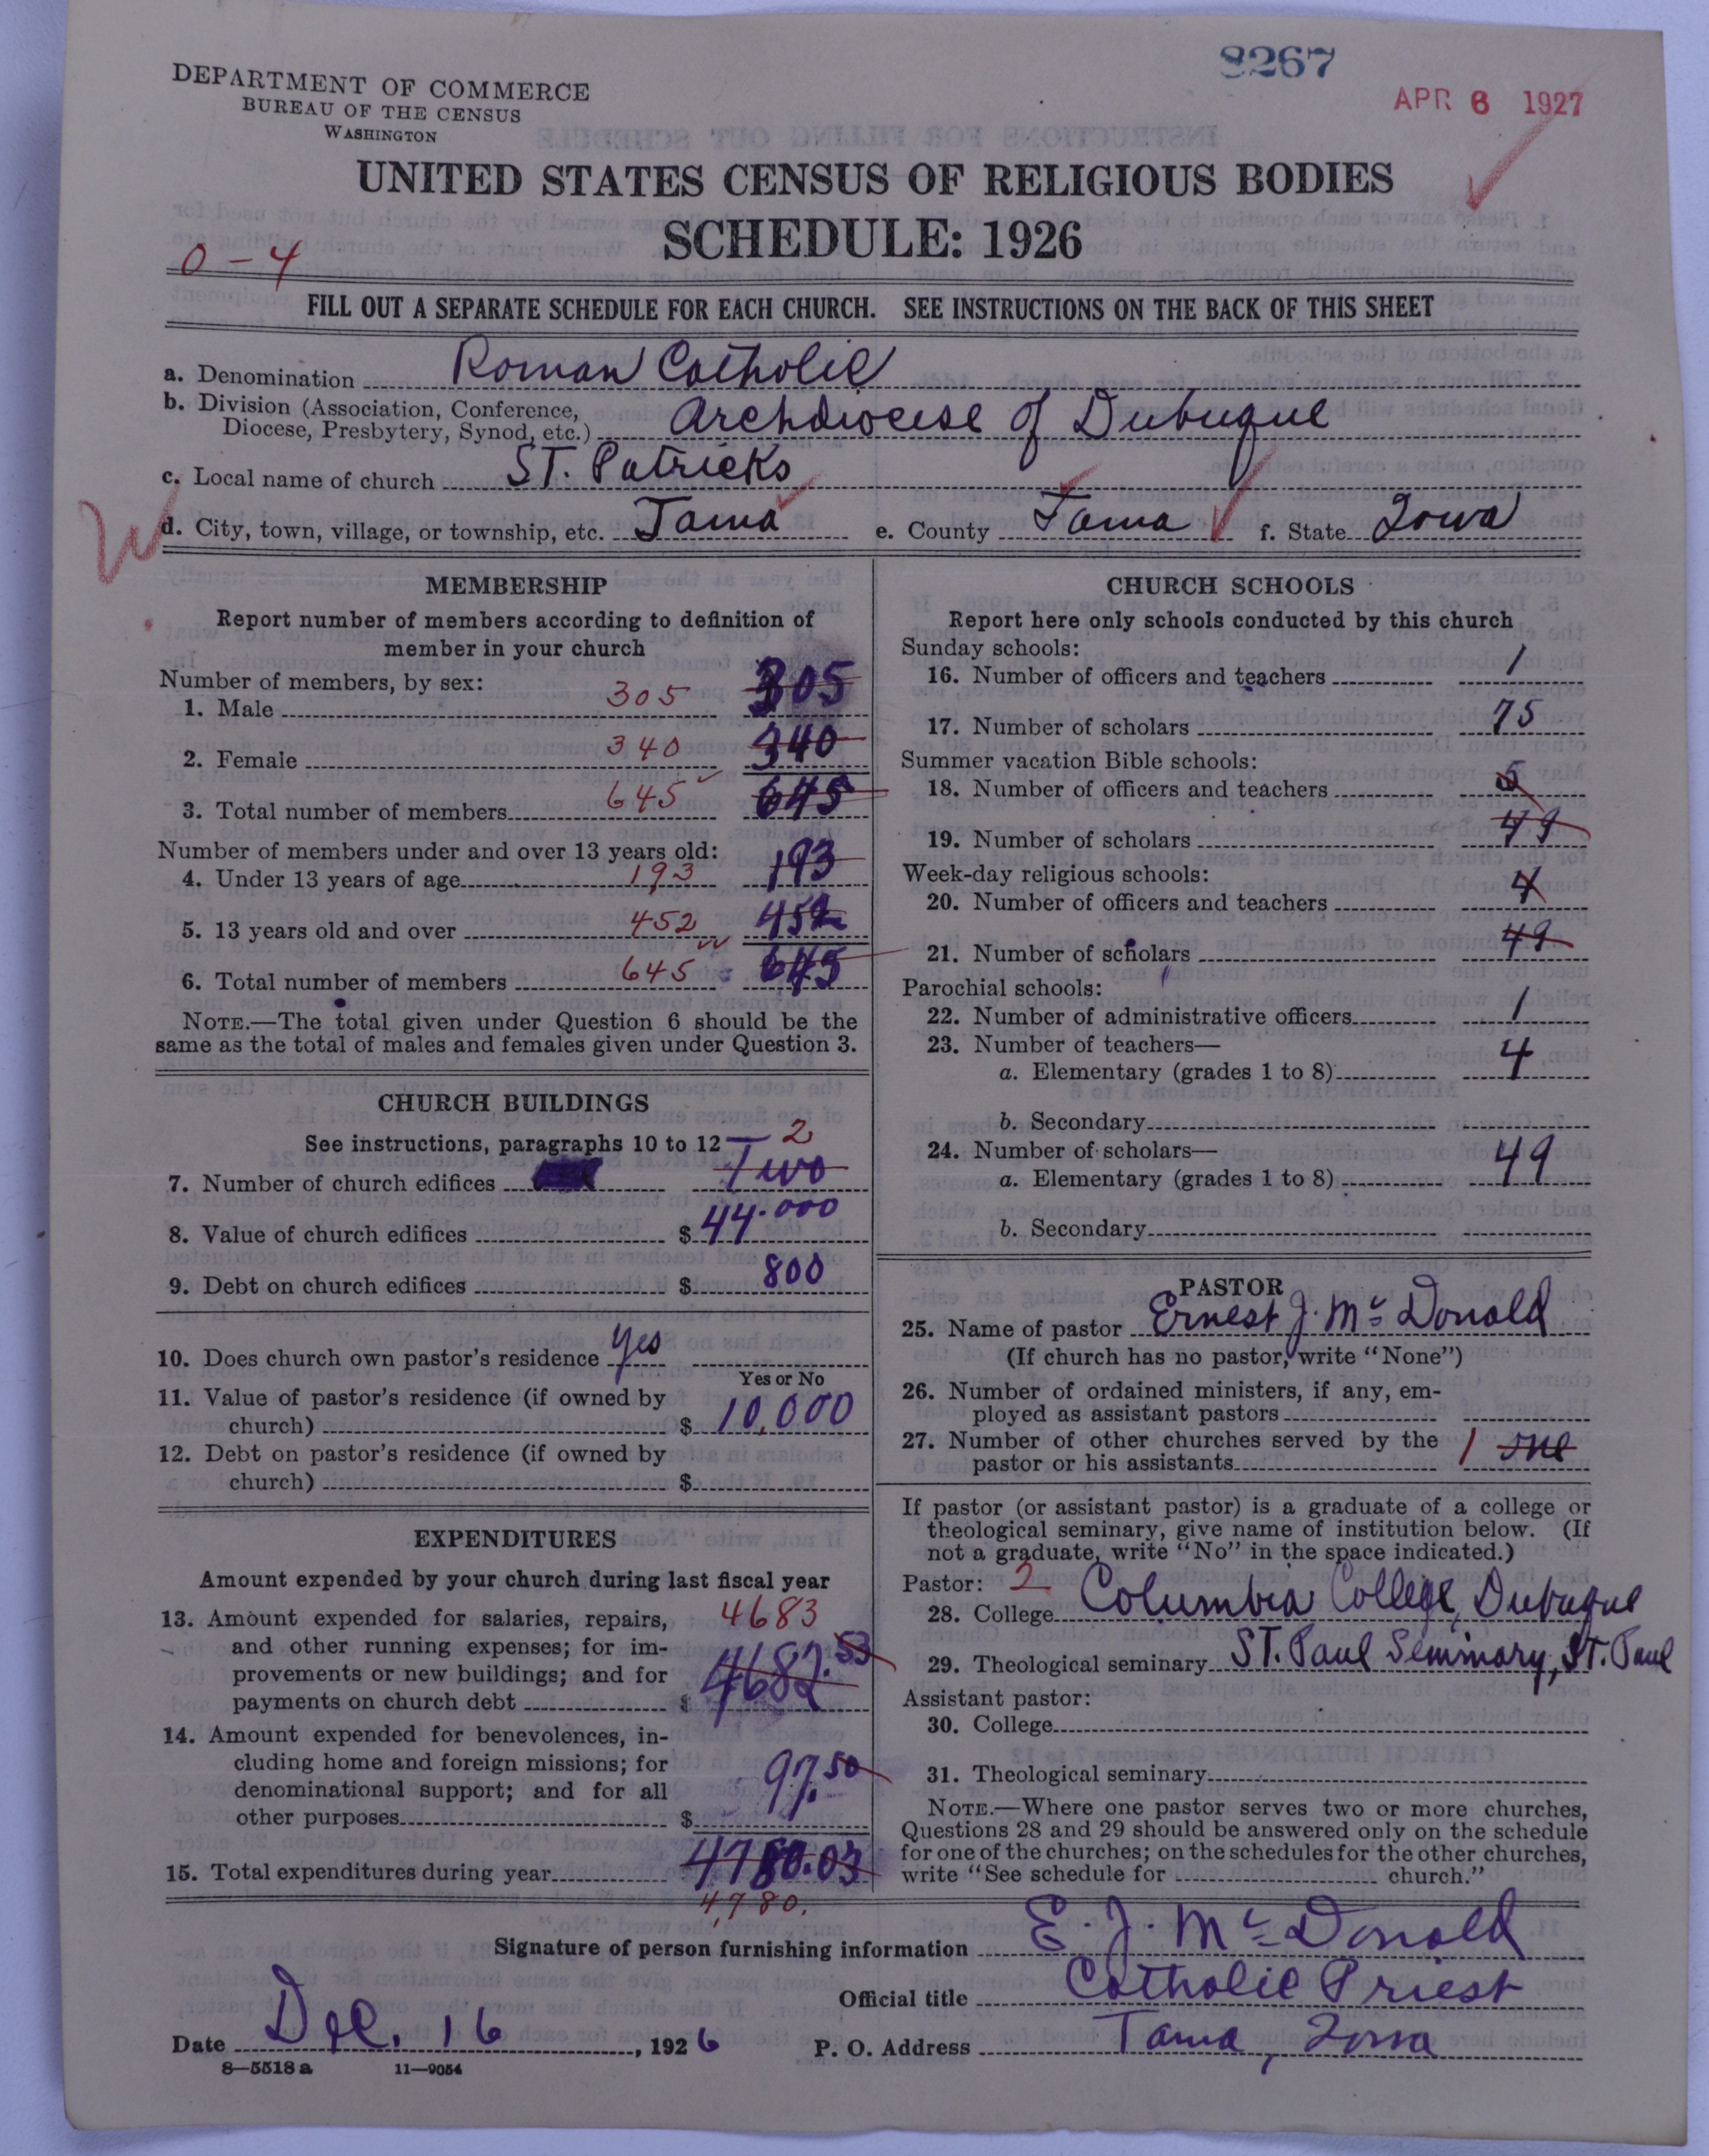 8267
APR 6 1927
DEPARTMENT OF COMMERCE
BUREAU OF THE CENSUS
WASHINGTON
UNITED STATES CENSUS OF RELIGIOUS BODIES
SCHEDULE: 1926
0-4
FILL OUT A SEPARATE SCHEDULE FOR EACH CHURCH. SEE INSTRUCTIONS ON THE BACK OF THIS SHEET
a. Denomination Roman Catholic
b. Division (Association, Conference,
Diocese, Presbytery, Synod, etc.) Archdiocese of Dubuque
c. Local name of church ST. Patricks
d. City, town, village, or township, etc. Tama e. County Tama f. State Iowa
MEMBERSHIP
Report number of members according to definition of
member in your church
Number of members, by sex:
1. Male 305 305
2. Female 340 340
3. Total number of members 645 645
Number of members under and over 13 years old:
4. Under 13 years of age 193 193
5. 13 years old and over 452 452
6. Total number of members 645 645
NOTE.—The total given under Question 6 should be the
same as the total of males and females given under Question 3.
CHURCH BUILDINGS
See instructions, paragraphs 10 to 12 2
7. Number of church edifices Two
8. Value of church edifices $ 44.000
9. Debt on church edifices $ 800
10. Does church own pastor's residence yes
Yes or No
11. Value of pastor's residence (if owned by
church) $ 10,000
12. Debt on pastor's residence (if owned by
church) $
EXPENDITURES
Amount expended by your church during last fiscal year
13. Amount expended for salaries, repairs, 4683
and other running expenses; for im-
provements or new buildings; and for
payments on church debt $ 4682.53
14. Amount expended for benevolences, in-
cluding home and foreign missions; for
denominational support; and for all
other purposes $ 97.50
15. Total expenditures during year 4780.03
4,780.
CHURCH SCHOOLS
Report here only schools conducted by this church
Sunday schools:
16. Number of officers and teachers 1
17. Number of scholars 75
Summer vacation Bible schools:
18. Number of officers and teachers 5
19. Number of scholars 49
Week-day religious schools:
20. Number of officers and teachers 4
21. Number of scholars 49
Parochial schools:
22. Number of administrative officers 1
23. Number of teachers—
a. Elementary (grades 1 to 8) 4
b. Secondary
24. Number of scholars—
a. Elementary (grades 1 to 8) 49
b. Secondary
PASTOR
25. Name of pastor Ernest J. Mc Donald
(If church has no pastor, write "None")
26. Number of ordained ministers, if any, em-
ployed as assistant pastors
27. Number of other churches served by the
pastor or his assistants 1 one
If pastor (or assistant pastor) is a graduate of a college or
theological seminary, give name of institution below. (If
not a graduate, write "No" in the space indicated.)
Pastor: 2
28. College Columbia College, Dubuque
29. Theological seminary ST. Paul Seminary, ST. Paul
Assistant pastor:
30. College
31. Theological seminary
NOTE.—Where one pastor serves two or more churches,
Questions 28 and 29 should be answered only on the schedule
for one of the churches; on the schedules for the other churches,
write "See schedule for church."
Signature of person furnishing information E. J. Mc Donald
Official title Catholic Priest
Date Dec. 16, 1926 P. O. Address Tama, Iowa
8—5518 a 11—9054